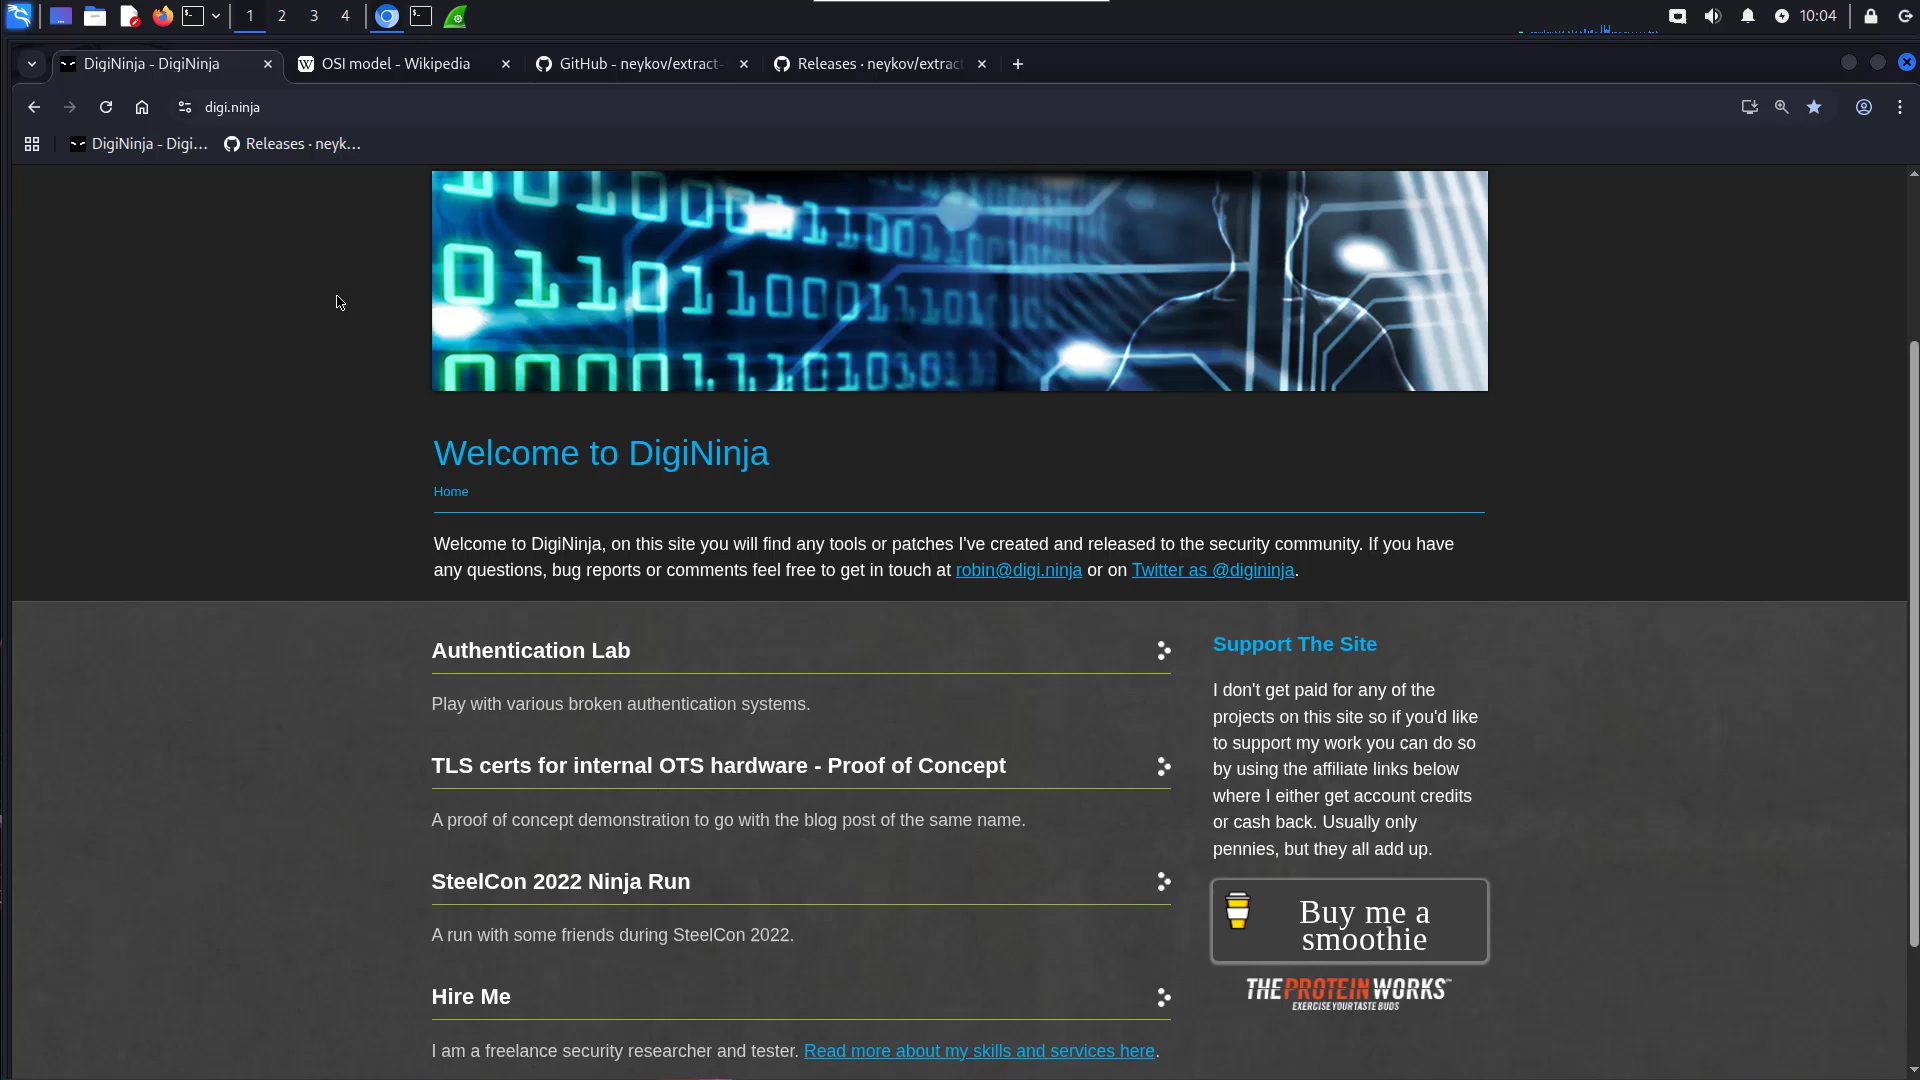 1 2 3 4
10:04
DigiNinja - DigiNinja
OSI model - Wikipedia
GitHub - neykov/extract-
Releases · neykov/extract
digi.ninja
DigiNinja - Digi...
Releases · neyk...
Welcome to DigiNinja
Home
Welcome to DigiNinja, on this site you will find any tools or patches I've created and released to the security community. If you have
any questions, bug reports or comments feel free to get in touch at robin@digi.ninja or on Twitter as @digininja.
Authentication Lab
Play with various broken authentication systems.
TLS certs for internal OTS hardware - Proof of Concept
A proof of concept demonstration to go with the blog post of the same name.
SteelCon 2022 Ninja Run
A run with some friends during SteelCon 2022.
Hire Me
I am a freelance security researcher and tester. Read more about my skills and services here.
Support The Site
I don't get paid for any of the
projects on this site so if you'd like
to support my work you can do so
by using the affiliate links below
where I either get account credits
or cash back. Usually only
pennies, but they all add up.
Buy me a
smoothie
THE PROTEIN WORKS™
EXERCISE YOUR TASTE BUDS